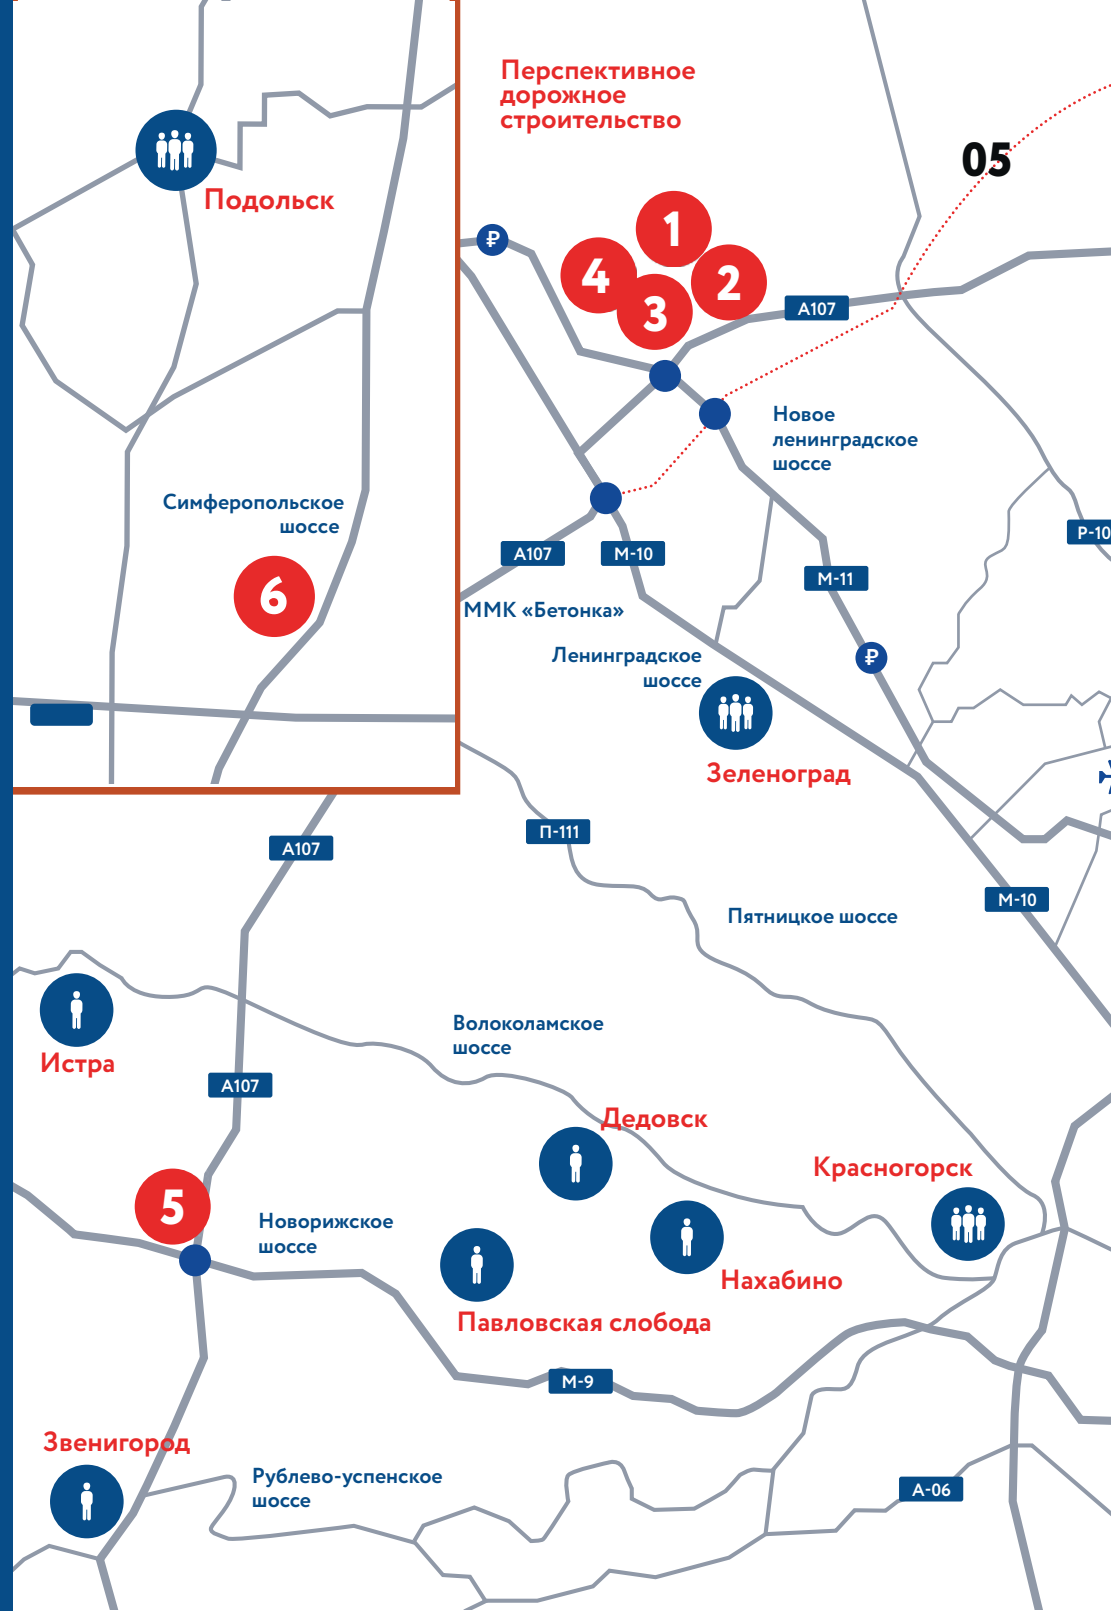 Перспективное
дорожное
строительство
05
Подольск
₽
1
4
2
3
А107
Новое
ленинградское
шоссе
Симферопольское
шоссе
6
А107
М-10
Р-10
М-11
ММК «Бетонка»
Ленинградское
шоссе
₽
Зеленоград
П-111
А107
М-10
Пятницкое шоссе
Волоколамское
шоссе
Истра
А107
Дедовск
Красногорск
5
Новорижское
шоссе
Нахабино
Павловская слобода
М-9
Звенигород
Рублево-успенское
шоссе
А-06